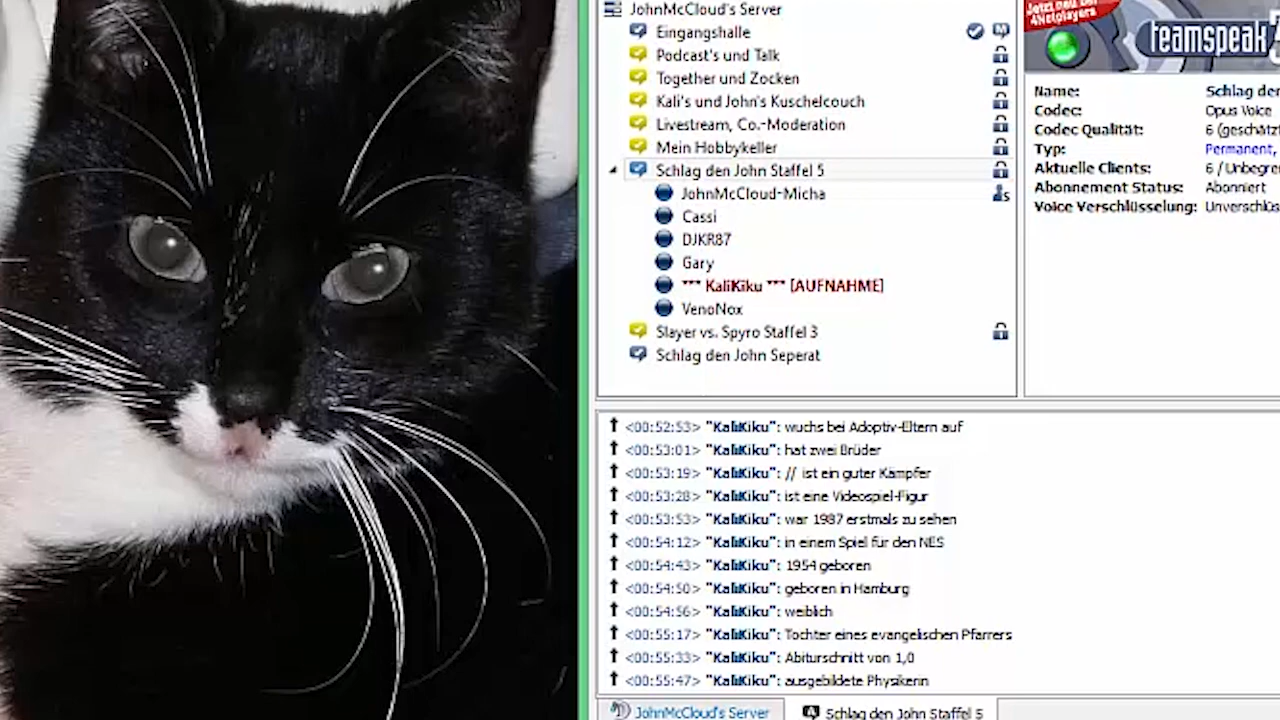 JohnMcCloud's Server
Eingangshalle
Podcast's und Talk
Together und Zocken
Kali's und John's Kuschelcouch
Livestream, Co.-Moderation
Mein Hobbykeller
Schlag den John Staffel 5
JohnMcCloud-Micha
Cassi
DJKR87
Gary
*** KaliKiku *** [AUFNAHME]
VenoNox
Slayer vs. Spyro Staffel 3
Schlag den John Seperat
Jetzt neu bei
4Netplayers
teamspeak 3
Name: Schlag der
Codec: Opus Voice
Codec Qualität: 6 (geschätz
Typ: Permanent,
Aktuelle Clients: 6 / Unbegre
Abonnement Status: Abonniert
Voice Verschlüsselung: Unverschlüs
<00:52:53> "KaliKiku": wuchs bei Adoptiv-Eltern auf
<00:53:01> "KaliKiku": hat zwei Brüder
<00:53:19> "KaliKiku": // ist ein guter Kämpfer
<00:53:28> "KaliKiku": ist eine Videospiel-Figur
<00:53:53> "KaliKiku": war 1987 erstmals zu sehen
<00:54:12> "KaliKiku": in einem Spiel für den NES
<00:54:43> "KaliKiku": 1954 geboren
<00:54:50> "KaliKiku": geboren in Hamburg
<00:54:56> "KaliKiku": weiblich
<00:55:17> "KaliKiku": Tochter eines evangelischen Pfarrers
<00:55:33> "KaliKiku": Abiturschnitt von 1,0
<00:55:47> "KaliKiku": ausgebildete Physikerin
JohnMcCloud's Server
Schlag den John Staffel 5